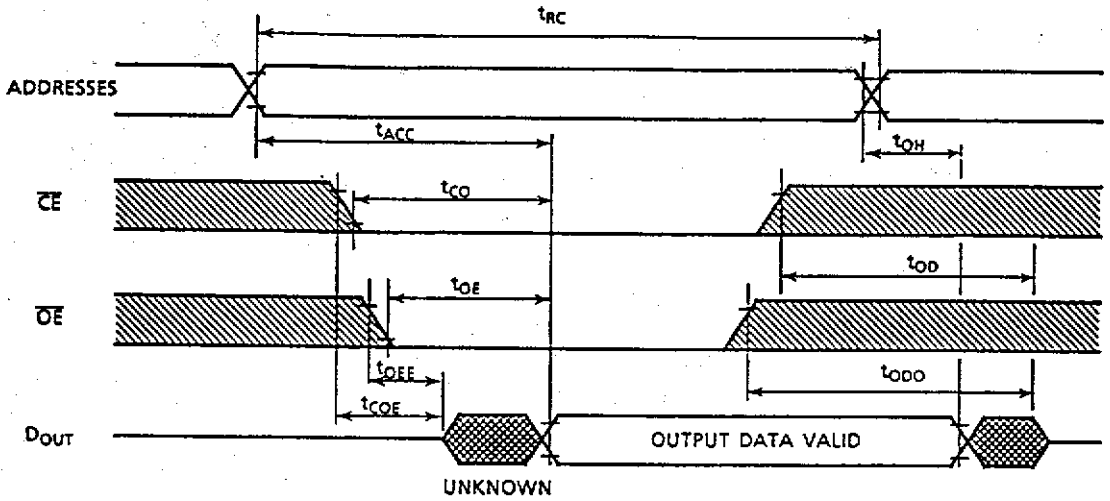 tRC
ADDRESSES
tACC
tOH
tCO
CE
tOD
tOE
OE
tOEE
tODO
tCOE
DOUT
OUTPUT DATA VALID
UNKNOWN